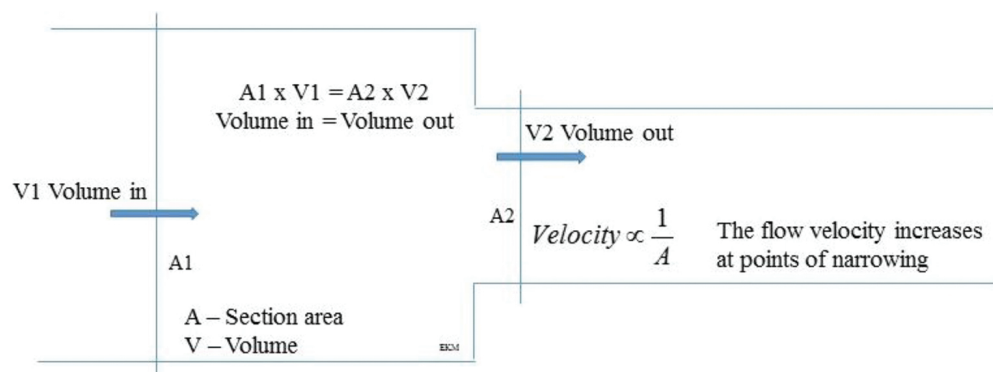 A1 x V1 = A2 x V2
Volume in = Volume out
V2 Volume out
V1 Volume in
A2
Velocity ∝ 1/A
The flow velocity increases
at points of narrowing
A1
A – Section area
V – Volume
EKM